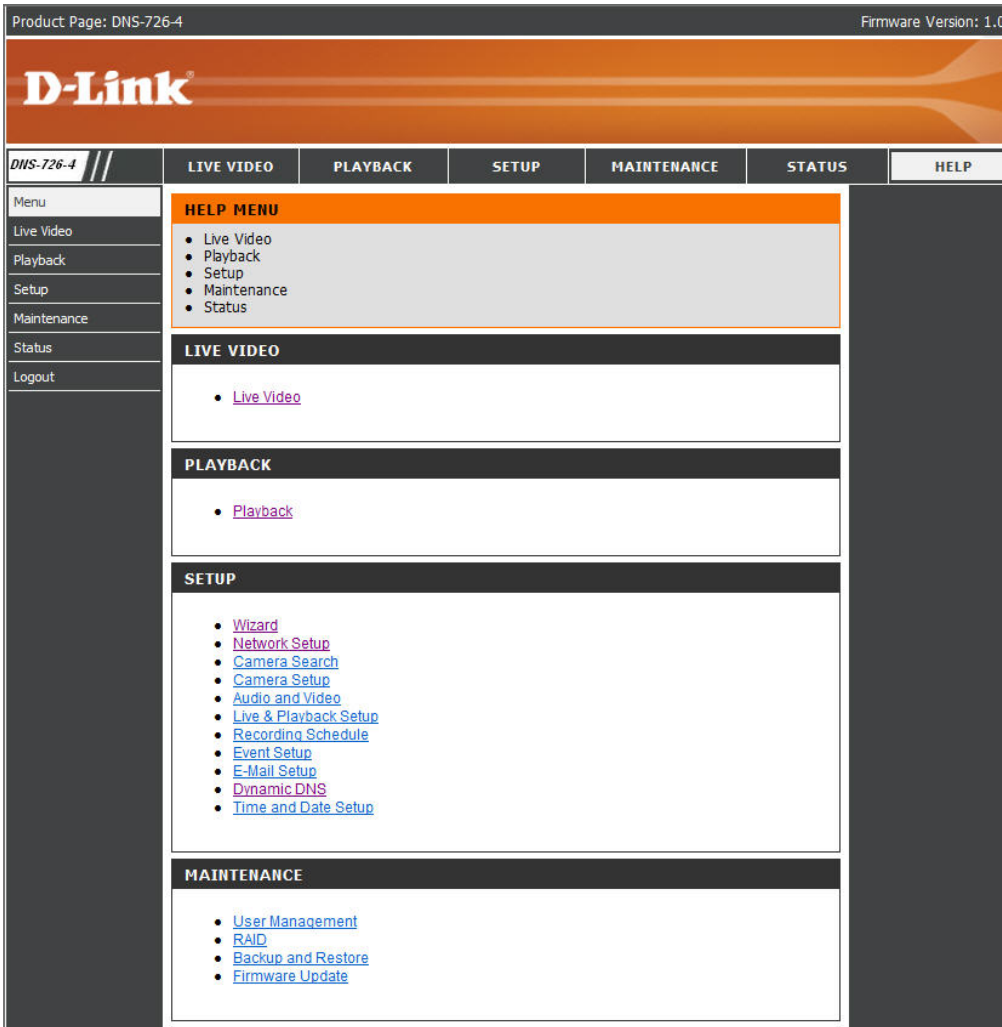 Product Page: DNS-726-4 Firmware Version: 1.0
D-Link®
DNS-726-4 LIVE VIDEO PLAYBACK SETUP MAINTENANCE STATUS HELP
Menu
Live Video
Playback
Setup
Maintenance
Status
Logout
HELP MENU
• Live Video
• Playback
• Setup
• Maintenance
• Status
LIVE VIDEO
• Live Video
PLAYBACK
• Playback
SETUP
• Wizard
• Network Setup
• Camera Search
• Camera Setup
• Audio and Video
• Live & Playback Setup
• Recording Schedule
• Event Setup
• E-Mail Setup
• Dynamic DNS
• Time and Date Setup
MAINTENANCE
• User Management
• RAID
• Backup and Restore
• Firmware Update